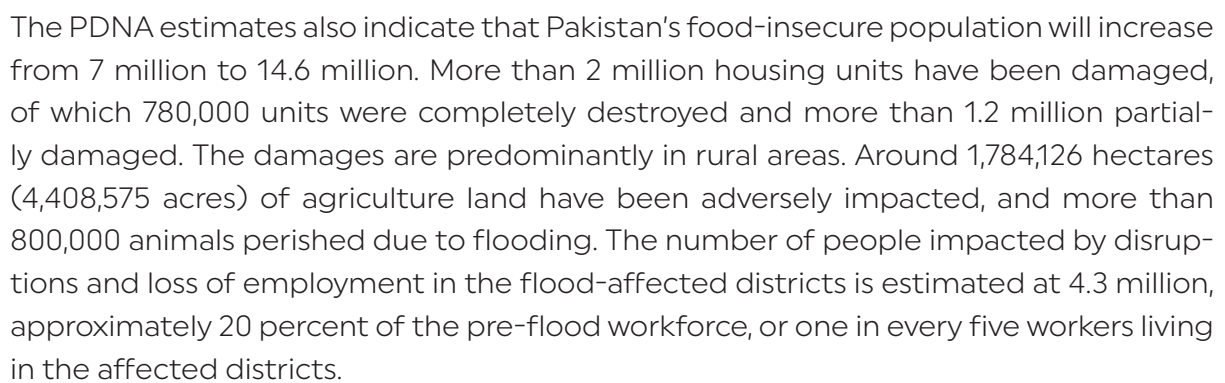 The PDNA estimates also indicate that Pakistan's food-insecure population will increase
from 7 million to 14.6 million. More than 2 million housing units have been damaged,
of which 780,000 units were completely destroyed and more than 1.2 million partial-
ly damaged. The damages are predominantly in rural areas. Around 1,784,126 hectares
(4,408,575 acres) of agriculture land have been adversely impacted, and more than
800,000 animals perished due to flooding. The number of people impacted by disrup-
tions and loss of employment in the flood-affected districts is estimated at 4.3 million,
approximately 20 percent of the pre-flood workforce, or one in every five workers living
in the affected districts.